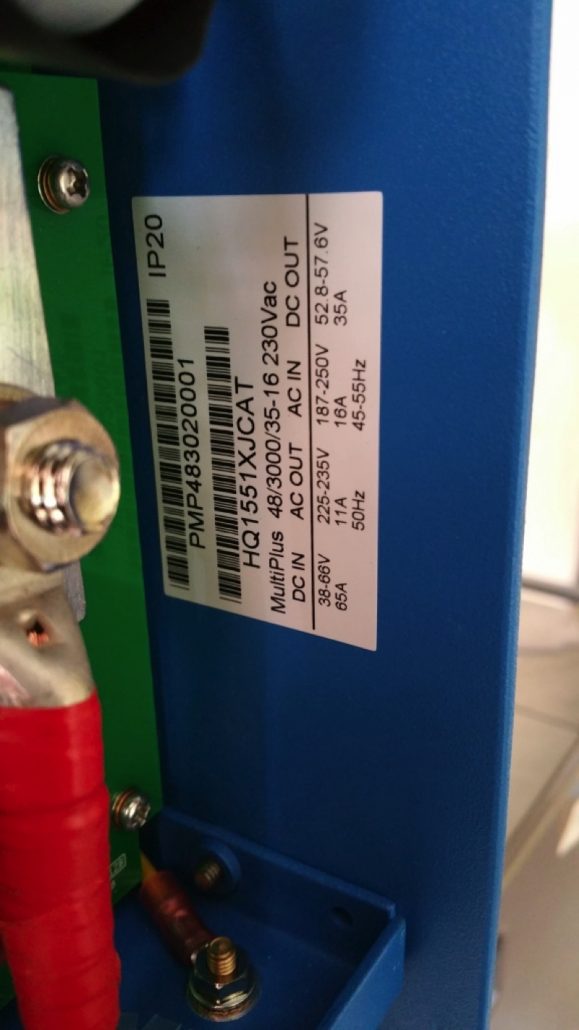 IP20
PMP483020001
HQ1551XJCAT
MultiPlus 48/3000/35-16 230Vac
DC IN AC OUT AC IN DC OUT
38-66V 225-235V 187-250V 52.8-57.6V
65A 11A 16A 35A
50Hz 45-55Hz